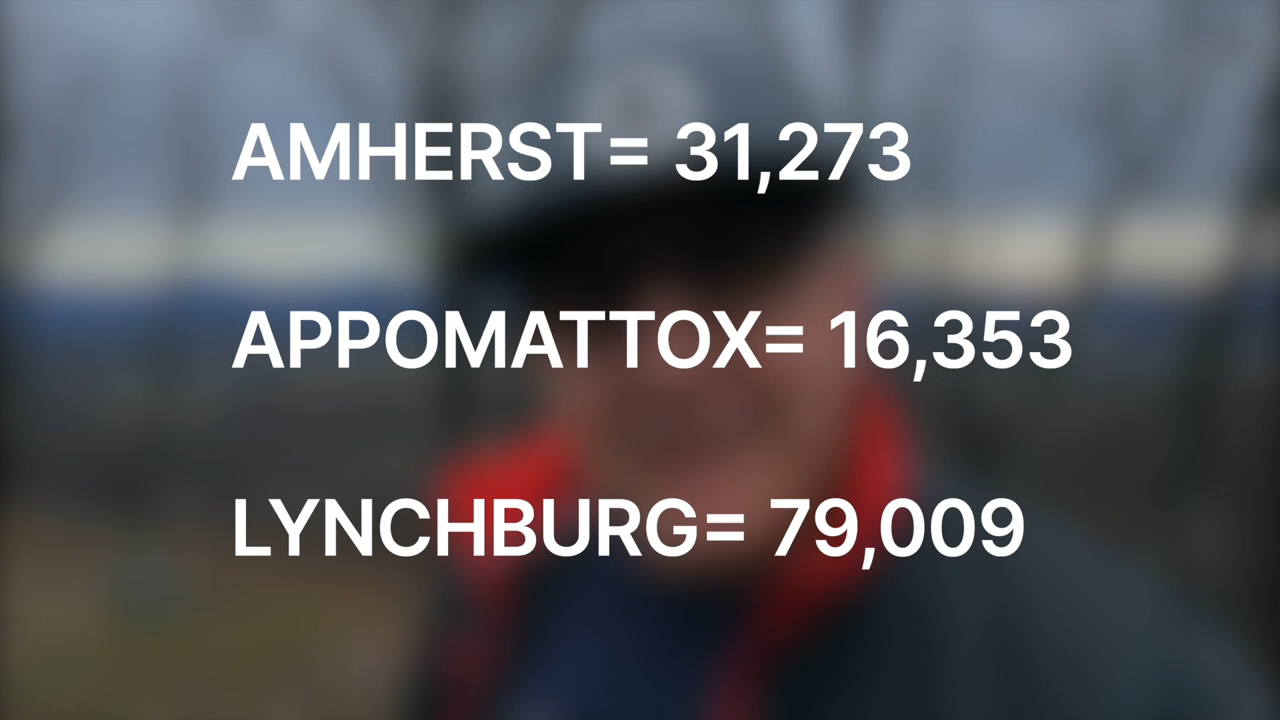 AMHERST= 31,273
APPOMATTOX= 16,353
LYNCHBURG= 79,009